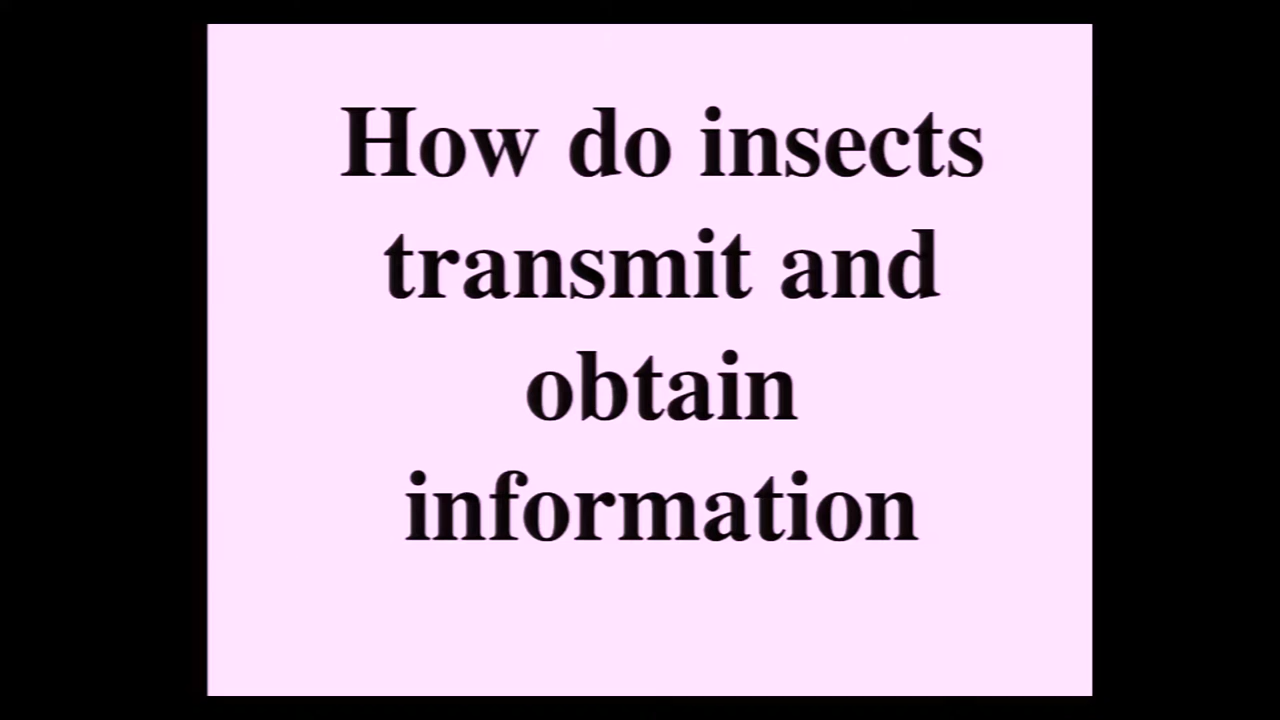 How do insects
transmit and
obtain
information